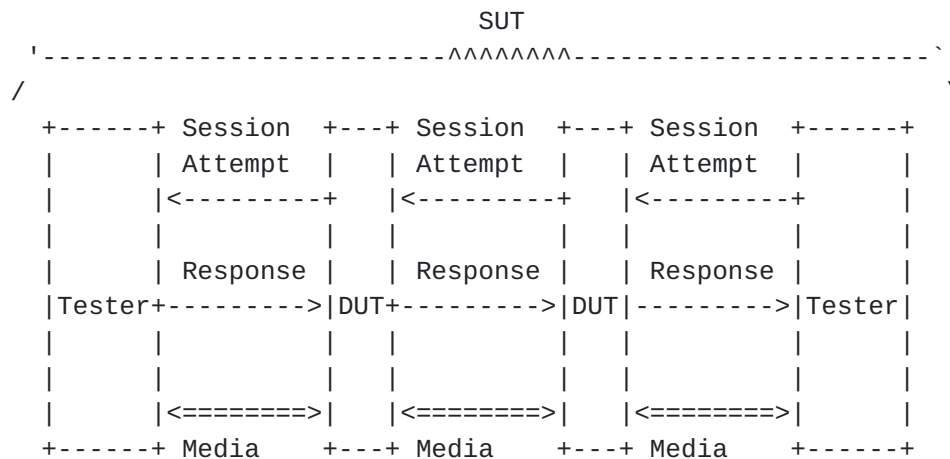 SUT
'--------------------------^^^^^^^^-----------------------`
/ \
+------+ Session +---+ Session +---+ Session +------+
| | Attempt | | Attempt | | Attempt | |
| |<---------+ |<---------+ |<---------+ |
| | | | | | | |
| | Response | | Response | | Response | |
|Tester+--------->|DUT+--------->|DUT|--------->|Tester|
| | | | | | | |
| | | | | | | |
| |<========>| |<========>| |<========>| |
+------+ Media +---+ Media +---+ Media +------+